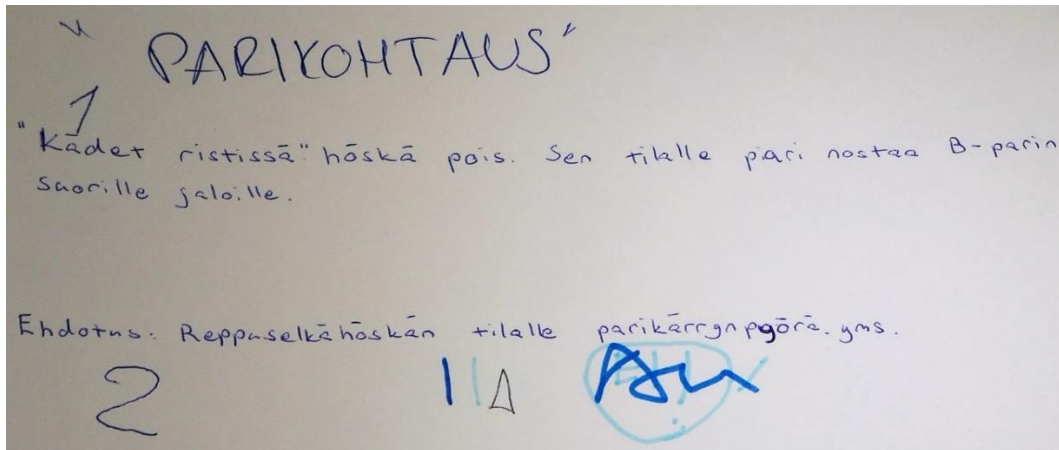 "PARIKOHTAUS"
1
"Kädet ristissä" höskä pois. Sen tilalle pari nostaa B-parin
suorille jaloille.
Ehdotus: Reppuselkähöskän tilalle parikärrynpyörä. yms.
2